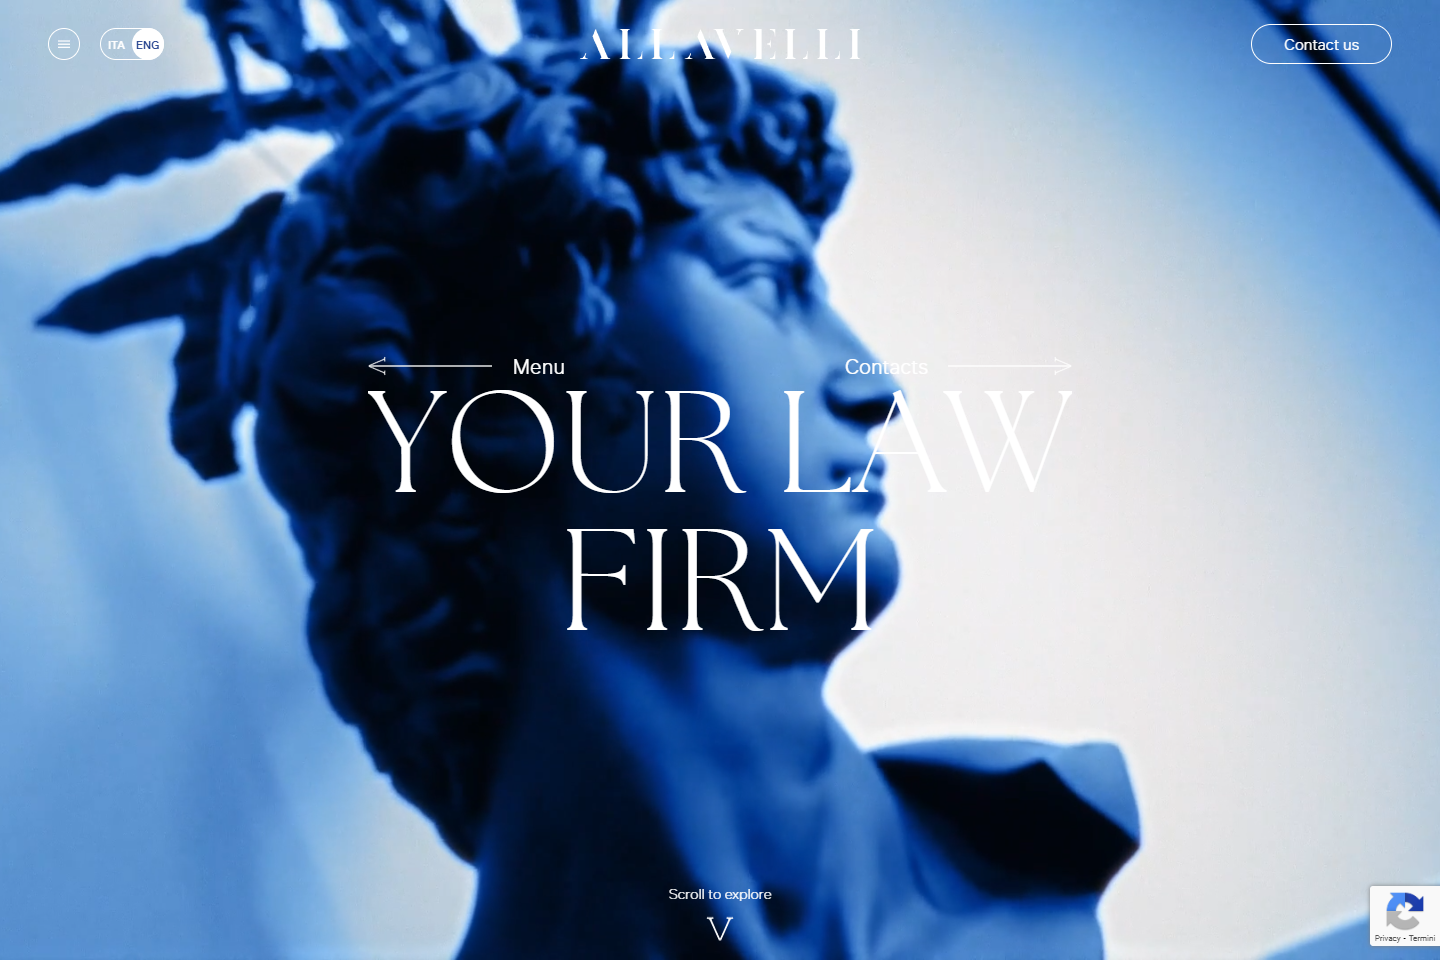 ITA ENG
ALLAVELLI
Contact us
Menu
Contacts
YOUR LAW
FIRM
Scroll to explore
Privacy - Termini